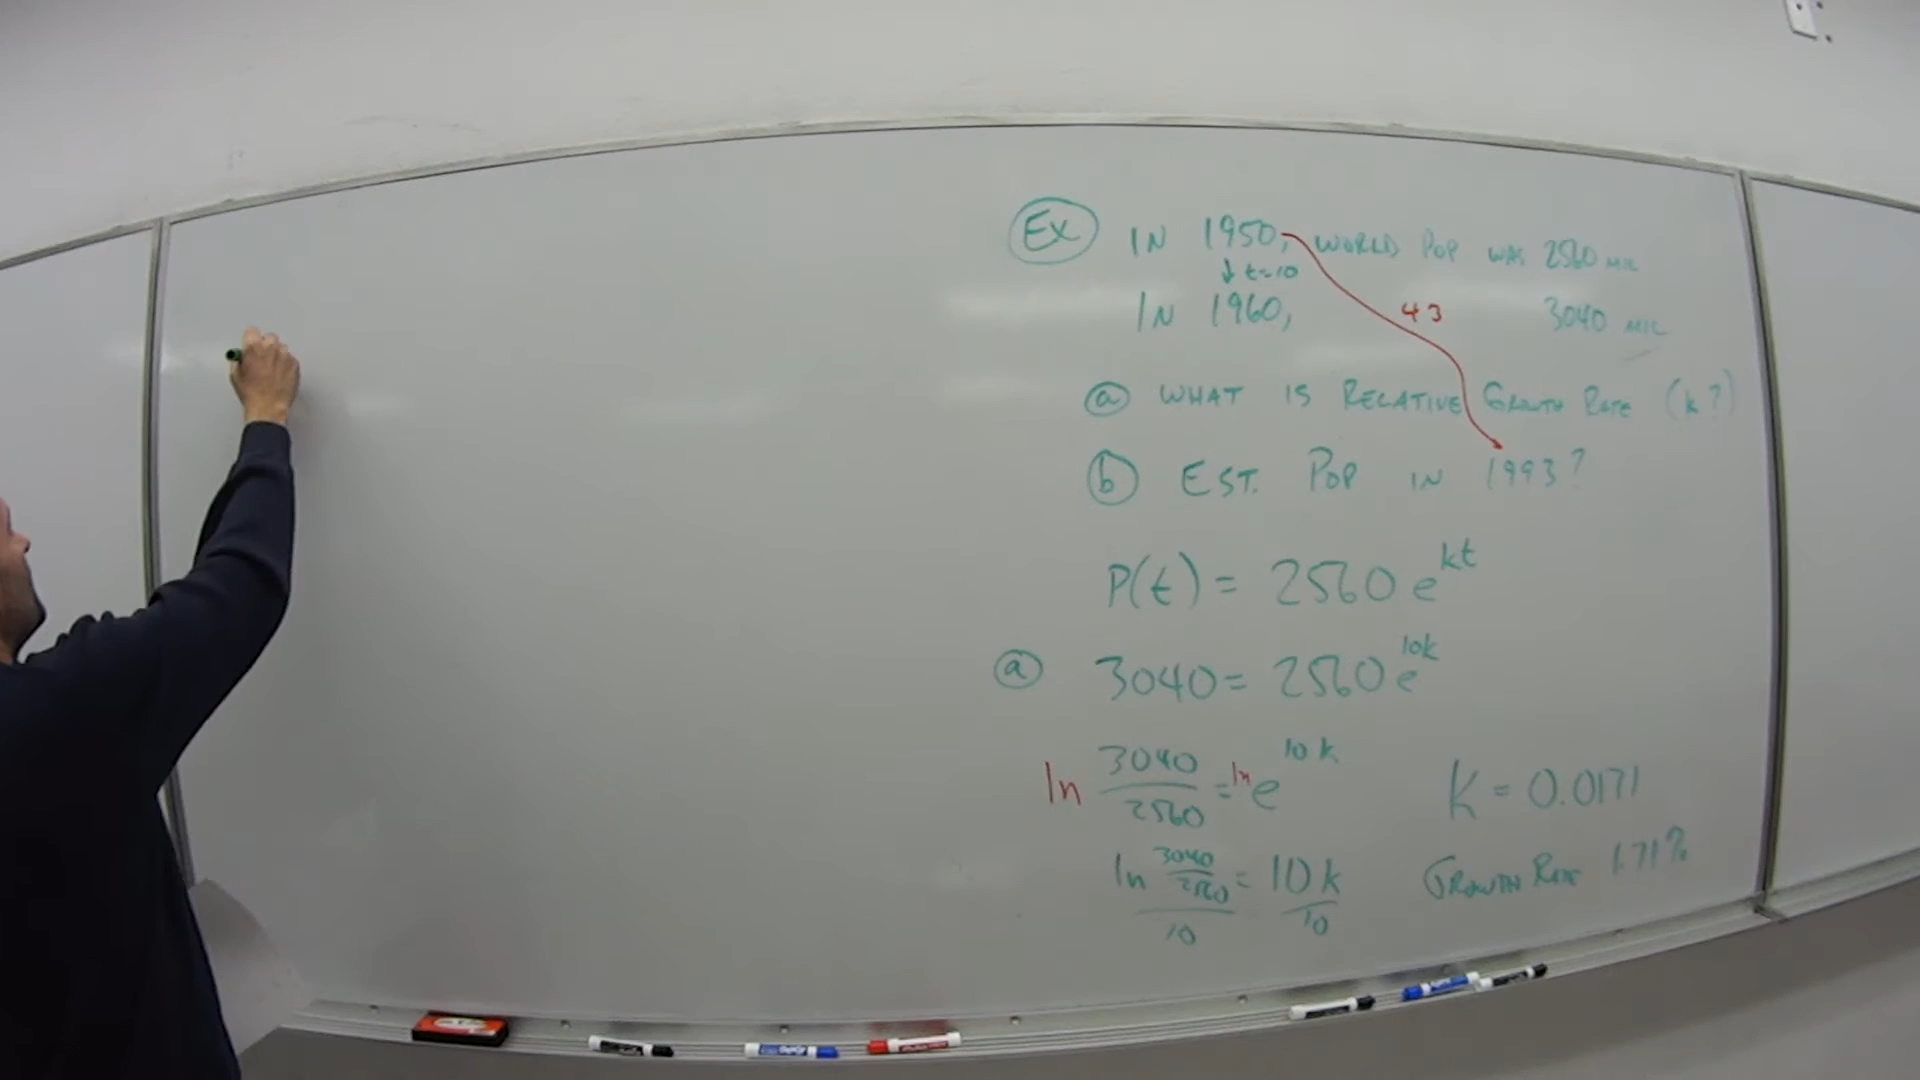 Ex IN 1950, WORLD POP WAS 2560 MIL
↓ t=10
IN 1960, 3040 MIL
43
a WHAT IS RELATIVE GROWTH RATE (k?)
b EST. POP IN 1993?
P(t) = 2560 e^kt
a 3040 = 2560 e^10k
ln 3040/2560 = ln e^10k
K = 0.0171
ln 3040/2560 / 10 = 10k / 10
GROWTH RATE 1.71%